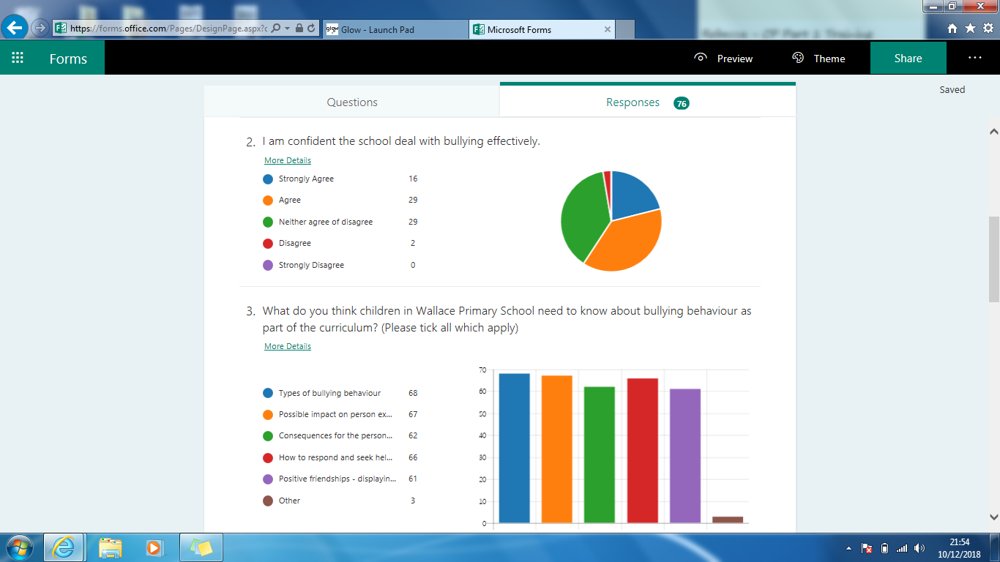 https://forms.office.com/Pages/DesignPage.aspx?c
glow Glow - Launch Pad
Microsoft Forms
Forms
Preview
Theme
Share
Saved
Questions
Responses 76
2. I am confident the school deal with bullying effectively.
More Details
Strongly Agree 16
Agree 29
Neither agree of disagree 29
Disagree 2
Strongly Disagree 0
3. What do you think children in Wallace Primary School need to know about bullying behaviour as
part of the curriculum? (Please tick all which apply)
More Details
Types of bullying behaviour 68
Possible impact on person ex... 67
Consequences for the person... 62
How to respond and seek hel... 66
Positive friendships - displayin... 61
Other 3
70
60
50
40
30
20
10
0
21:54
10/12/2018